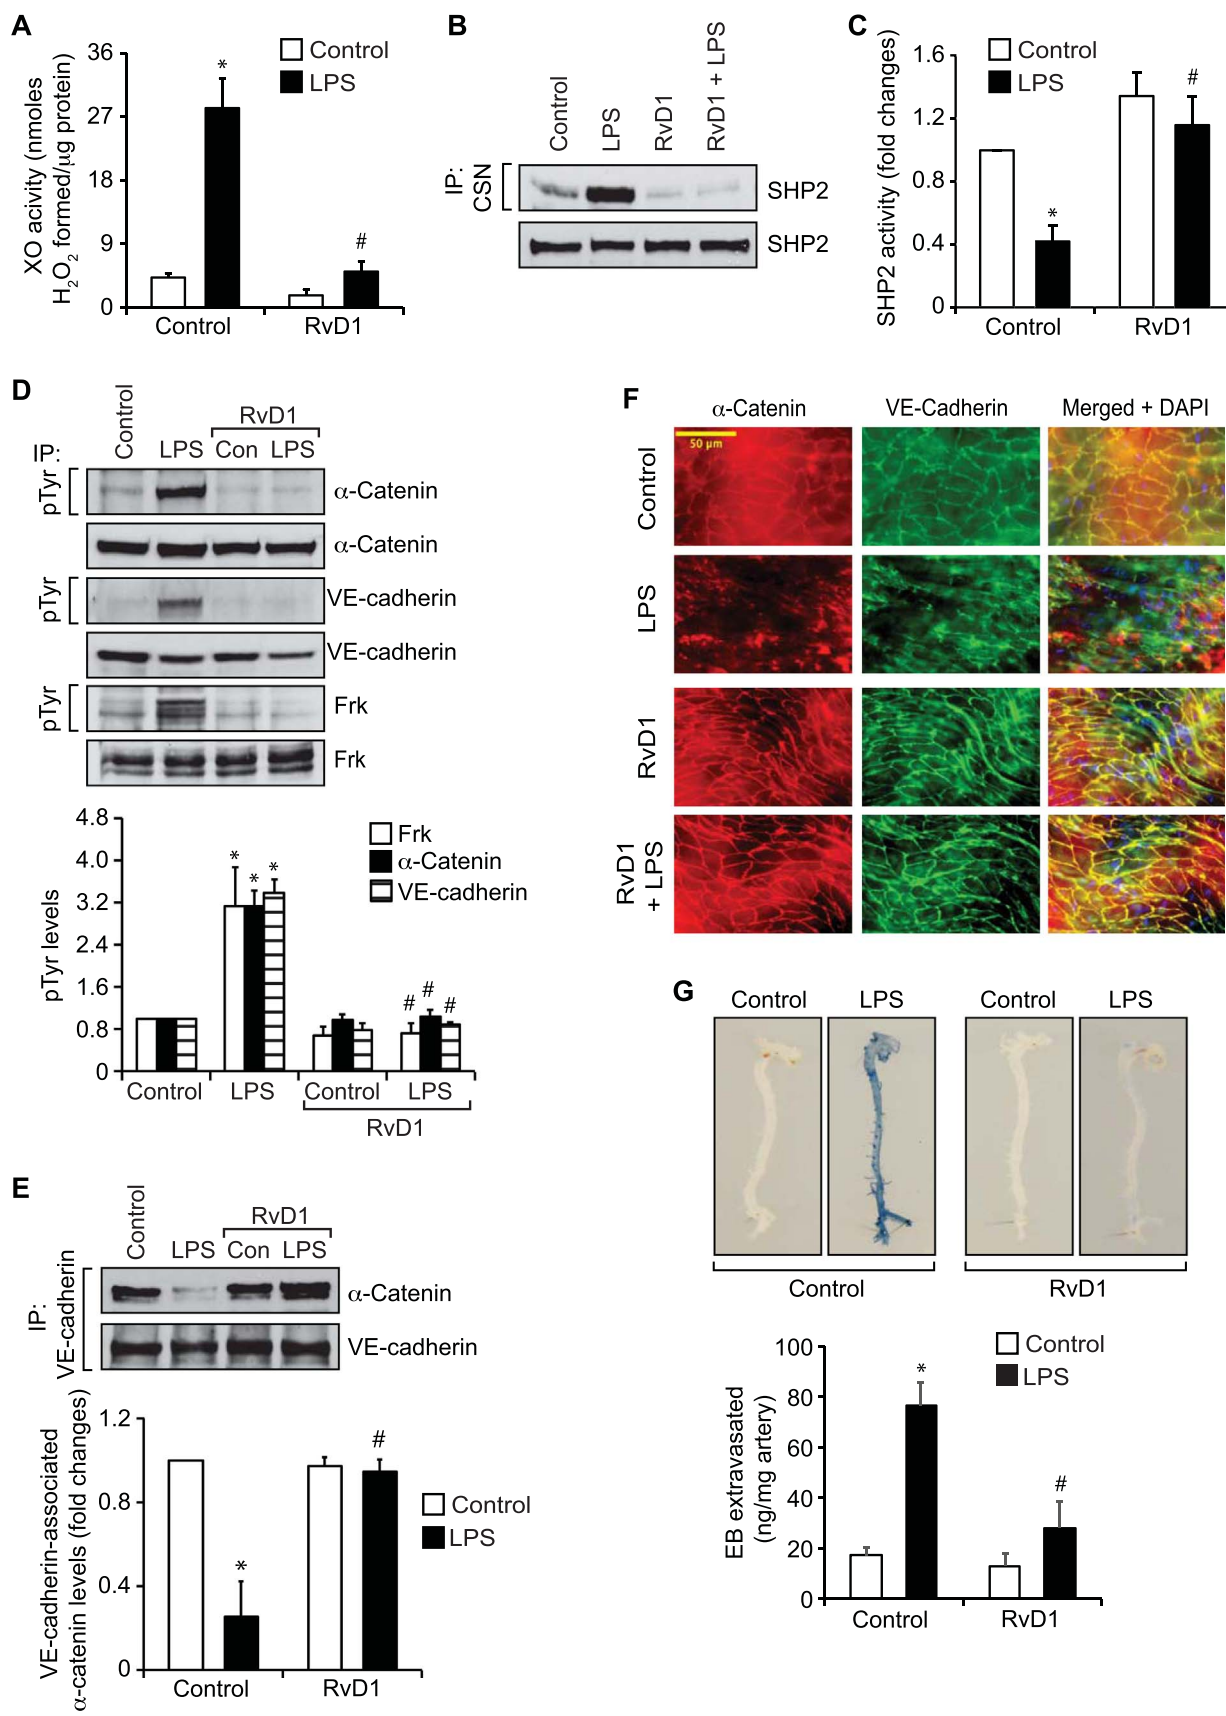 A
XO acivity (nmoles
H2O2 formed/μg protein)
36
27
18
9
0
Control
LPS
*
#
Control
RvD1
B
Control
LPS
RvD1
RvD1 + LPS
IP:
CSN
SHP2
SHP2
C
SHP2 activity (fold changes)
1.6
1.2
0.8
0.4
0
Control
LPS
*
#
Control
RvD1
D
Control
RvD1
IP:
LPS
Con
LPS
pTyr
α-Catenin
α-Catenin
pTyr
VE-cadherin
VE-cadherin
pTyr
Frk
Frk
pTyr levels
4.8
4.0
3.2
2.4
1.6
0.8
0
Frk
α-Catenin
VE-cadherin
* * *
# # #
Control
LPS
Control
LPS
RvD1
E
Control
RvD1
LPS
Con
LPS
IP:
VE-cadherin
α-Catenin
VE-cadherin
VE-cadherin-associated
α-catenin levels (fold changes)
1.2
0.8
0.4
0
*
#
Control
LPS
Control
RvD1
F
α-Catenin
VE-Cadherin
Merged + DAPI
50 μm
Control
LPS
RvD1
RvD1
+ LPS
G
Control
LPS
Control
LPS
Control
RvD1
EB extravasated
(ng/mg artery)
100
80
60
40
20
0
Control
LPS
*
#
Control
RvD1